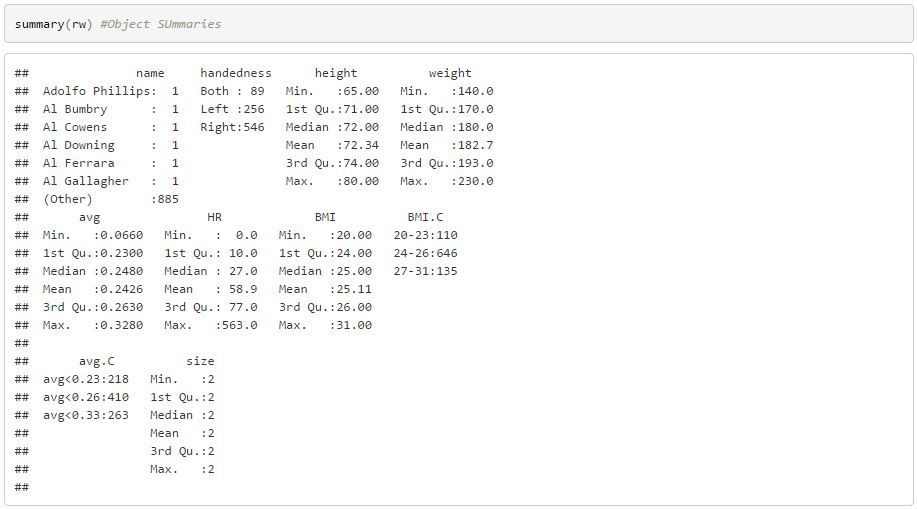 summary(rw) #Object SUmmaries
##               name     handedness      height          weight
##  Adolfo Phillips:  1   Both : 89   Min.   :65.00   Min.   :140.0
##  Al Bumbry      :  1   Left :256   1st Qu.:71.00   1st Qu.:170.0
##  Al Cowens      :  1   Right:546   Median :72.00   Median :180.0
##  Al Downing     :  1               Mean   :72.34   Mean   :182.7
##  Al Ferrara     :  1               3rd Qu.:74.00   3rd Qu.:193.0
##  Al Gallagher   :  1               Max.   :80.00   Max.   :230.0
##  (Other)        :885
##       avg               HR             BMI          BMI.C
##  Min.   :0.0660   Min.   :  0.0   Min.   :20.00   20-23:110
##  1st Qu.:0.2300   1st Qu.: 10.0   1st Qu.:24.00   24-26:646
##  Median :0.2480   Median : 27.0   Median :25.00   27-31:135
##  Mean   :0.2426   Mean   : 58.9   Mean   :25.11
##  3rd Qu.:0.2630   3rd Qu.: 77.0   3rd Qu.:26.00
##  Max.   :0.3280   Max.   :563.0   Max.   :31.00
##
##       avg.C          size
##  avg<0.23:218   Min.   :2
##  avg<0.26:410   1st Qu.:2
##  avg<0.33:263   Median :2
##                 Mean   :2
##                 3rd Qu.:2
##                 Max.   :2
##